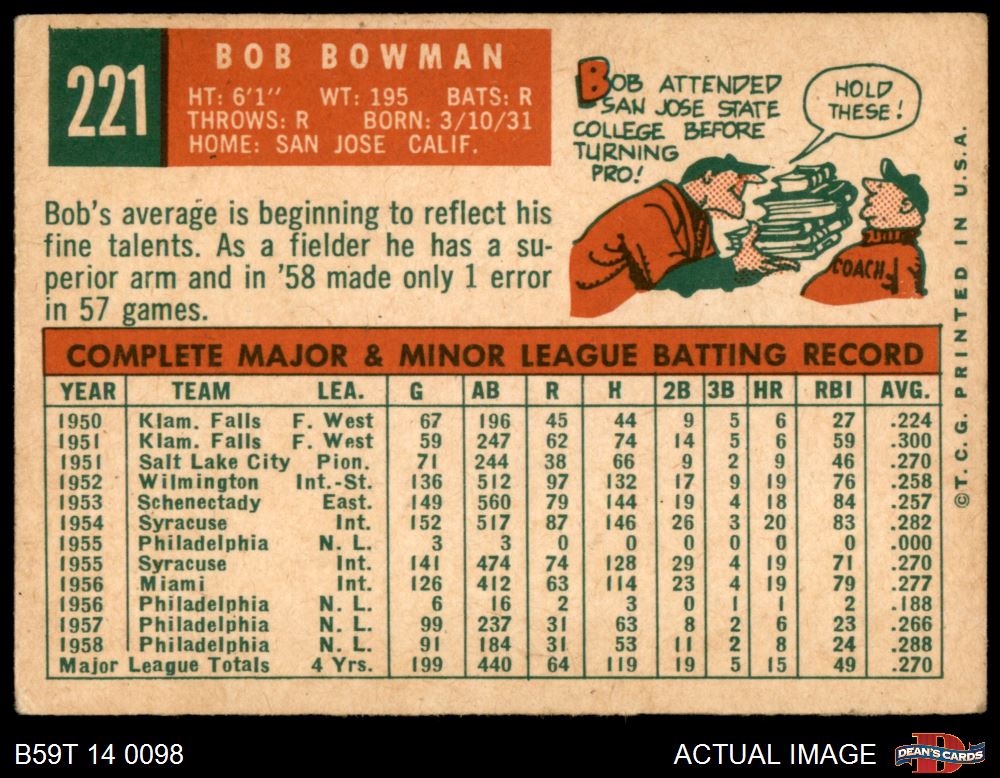 221
BOB BOWMAN
HT: 6'1" WT: 195 BATS: R
THROWS: R BORN: 3/10/31
HOME: SAN JOSE CALIF.
BOB ATTENDED
SAN JOSE STATE
COLLEGE BEFORE
TURNING
PRO!
HOLD
THESE!
COACH
Bob's average is beginning to reflect his
fine talents. As a fielder he has a su-
perior arm and in '58 made only 1 error
in 57 games.
COMPLETE MAJOR & MINOR LEAGUE BATTING RECORD
YEAR TEAM LEA. G AB R H 2B 3B HR RBI AVG.
1950 Klam. Falls F. West 67 196 45 44 9 5 6 27 .224
1951 Klam. Falls F. West 59 247 62 74 14 5 6 59 .300
1951 Salt Lake City Pion. 71 244 38 66 9 2 9 46 .270
1952 Wilmington Int.-St. 136 512 97 132 17 9 19 76 .258
1953 Schenectady East. 149 560 79 144 19 4 18 84 .257
1954 Syracuse Int. 152 517 87 146 26 3 20 83 .282
1955 Philadelphia N. L. 3 3 0 0 0 0 0 0 .000
1955 Syracuse Int. 141 474 74 128 29 4 19 71 .270
1956 Miami Int. 126 412 63 114 23 4 19 79 .277
1956 Philadelphia N. L. 6 16 2 3 0 1 1 2 .188
1957 Philadelphia N. L. 99 237 31 63 8 2 6 23 .266
1958 Philadelphia N. L. 91 184 31 53 11 2 8 24 .288
Major League Totals 4 Yrs. 199 440 64 119 19 5 15 49 .270
©T.C.G. PRINTED IN U.S.A.
B59T 14 0098
ACTUAL IMAGE
D
DEAN'S CARDS